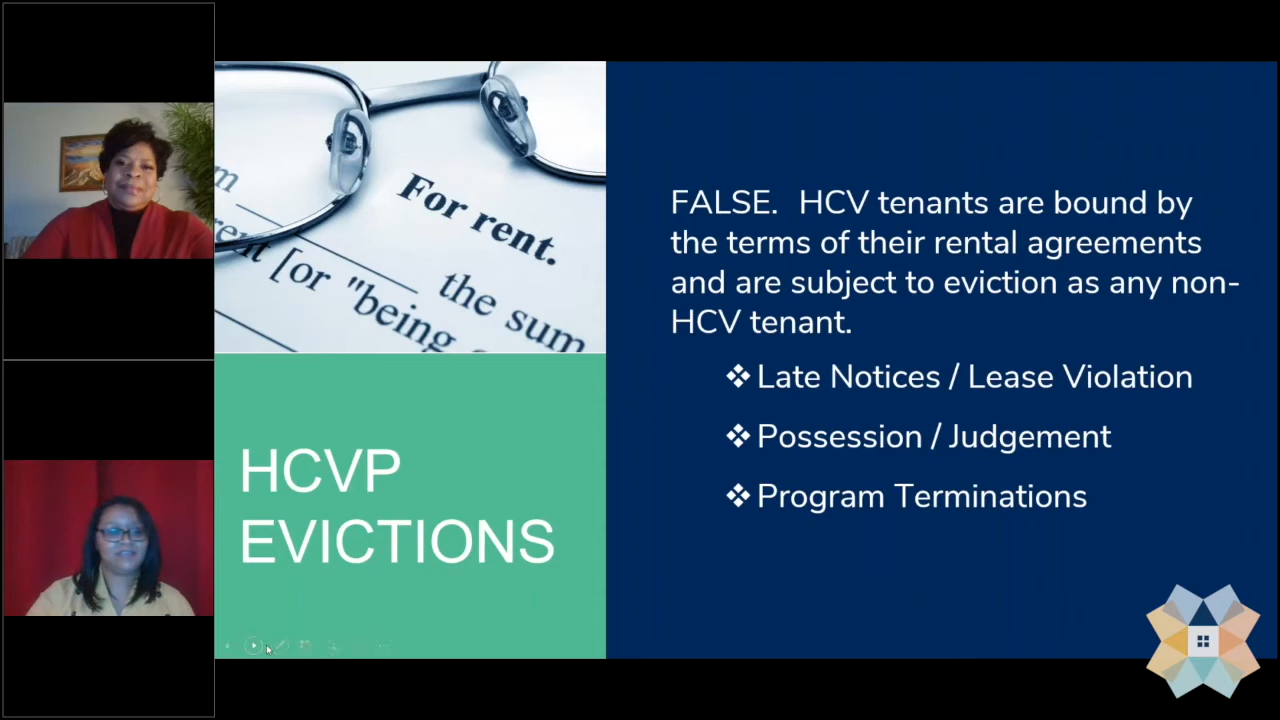 For rent.
[or "being
the sum
HCVP
EVICTIONS
FALSE. HCV tenants are bound by
the terms of their rental agreements
and are subject to eviction as any non-
HCV tenant.
❖ Late Notices / Lease Violation
❖ Possession / Judgement
❖ Program Terminations